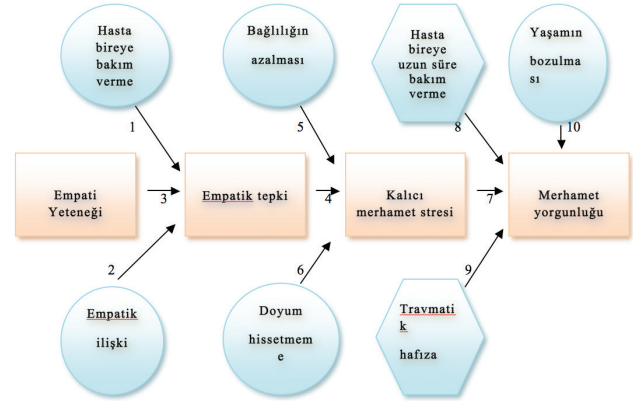 Hasta
bireye
bakım
verme
Bağlılığın
azalması
Hasta
bireye
uzun süre
bakım
verme
Yaşamın
bozulma
sı
1
5
8
10
Empati
Yeteneği
3
Empatik tepki
4
Kalıcı
merhamet stresi
7
Merhamet
yorgunluğu
2
6
9
Empatik
ilişki
Doyum
hissetmem
e
Travmati
k
hafıza